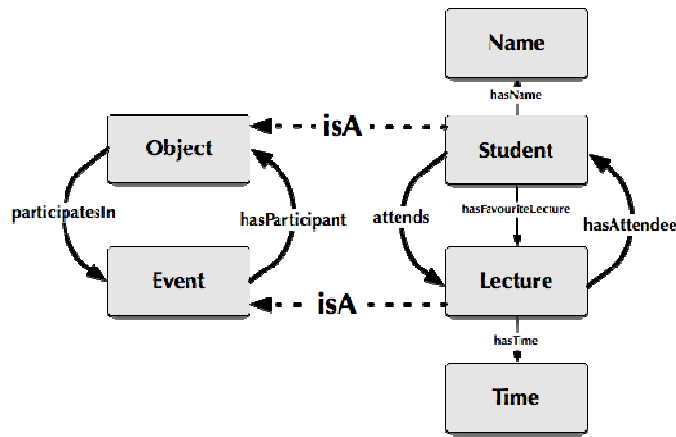 Name
hasName
isA
Object
Student
participatesIn
hasParticipant
attends
hasFavouriteLecture
hasAttendee
Event
Lecture
isA
hasTime
Time